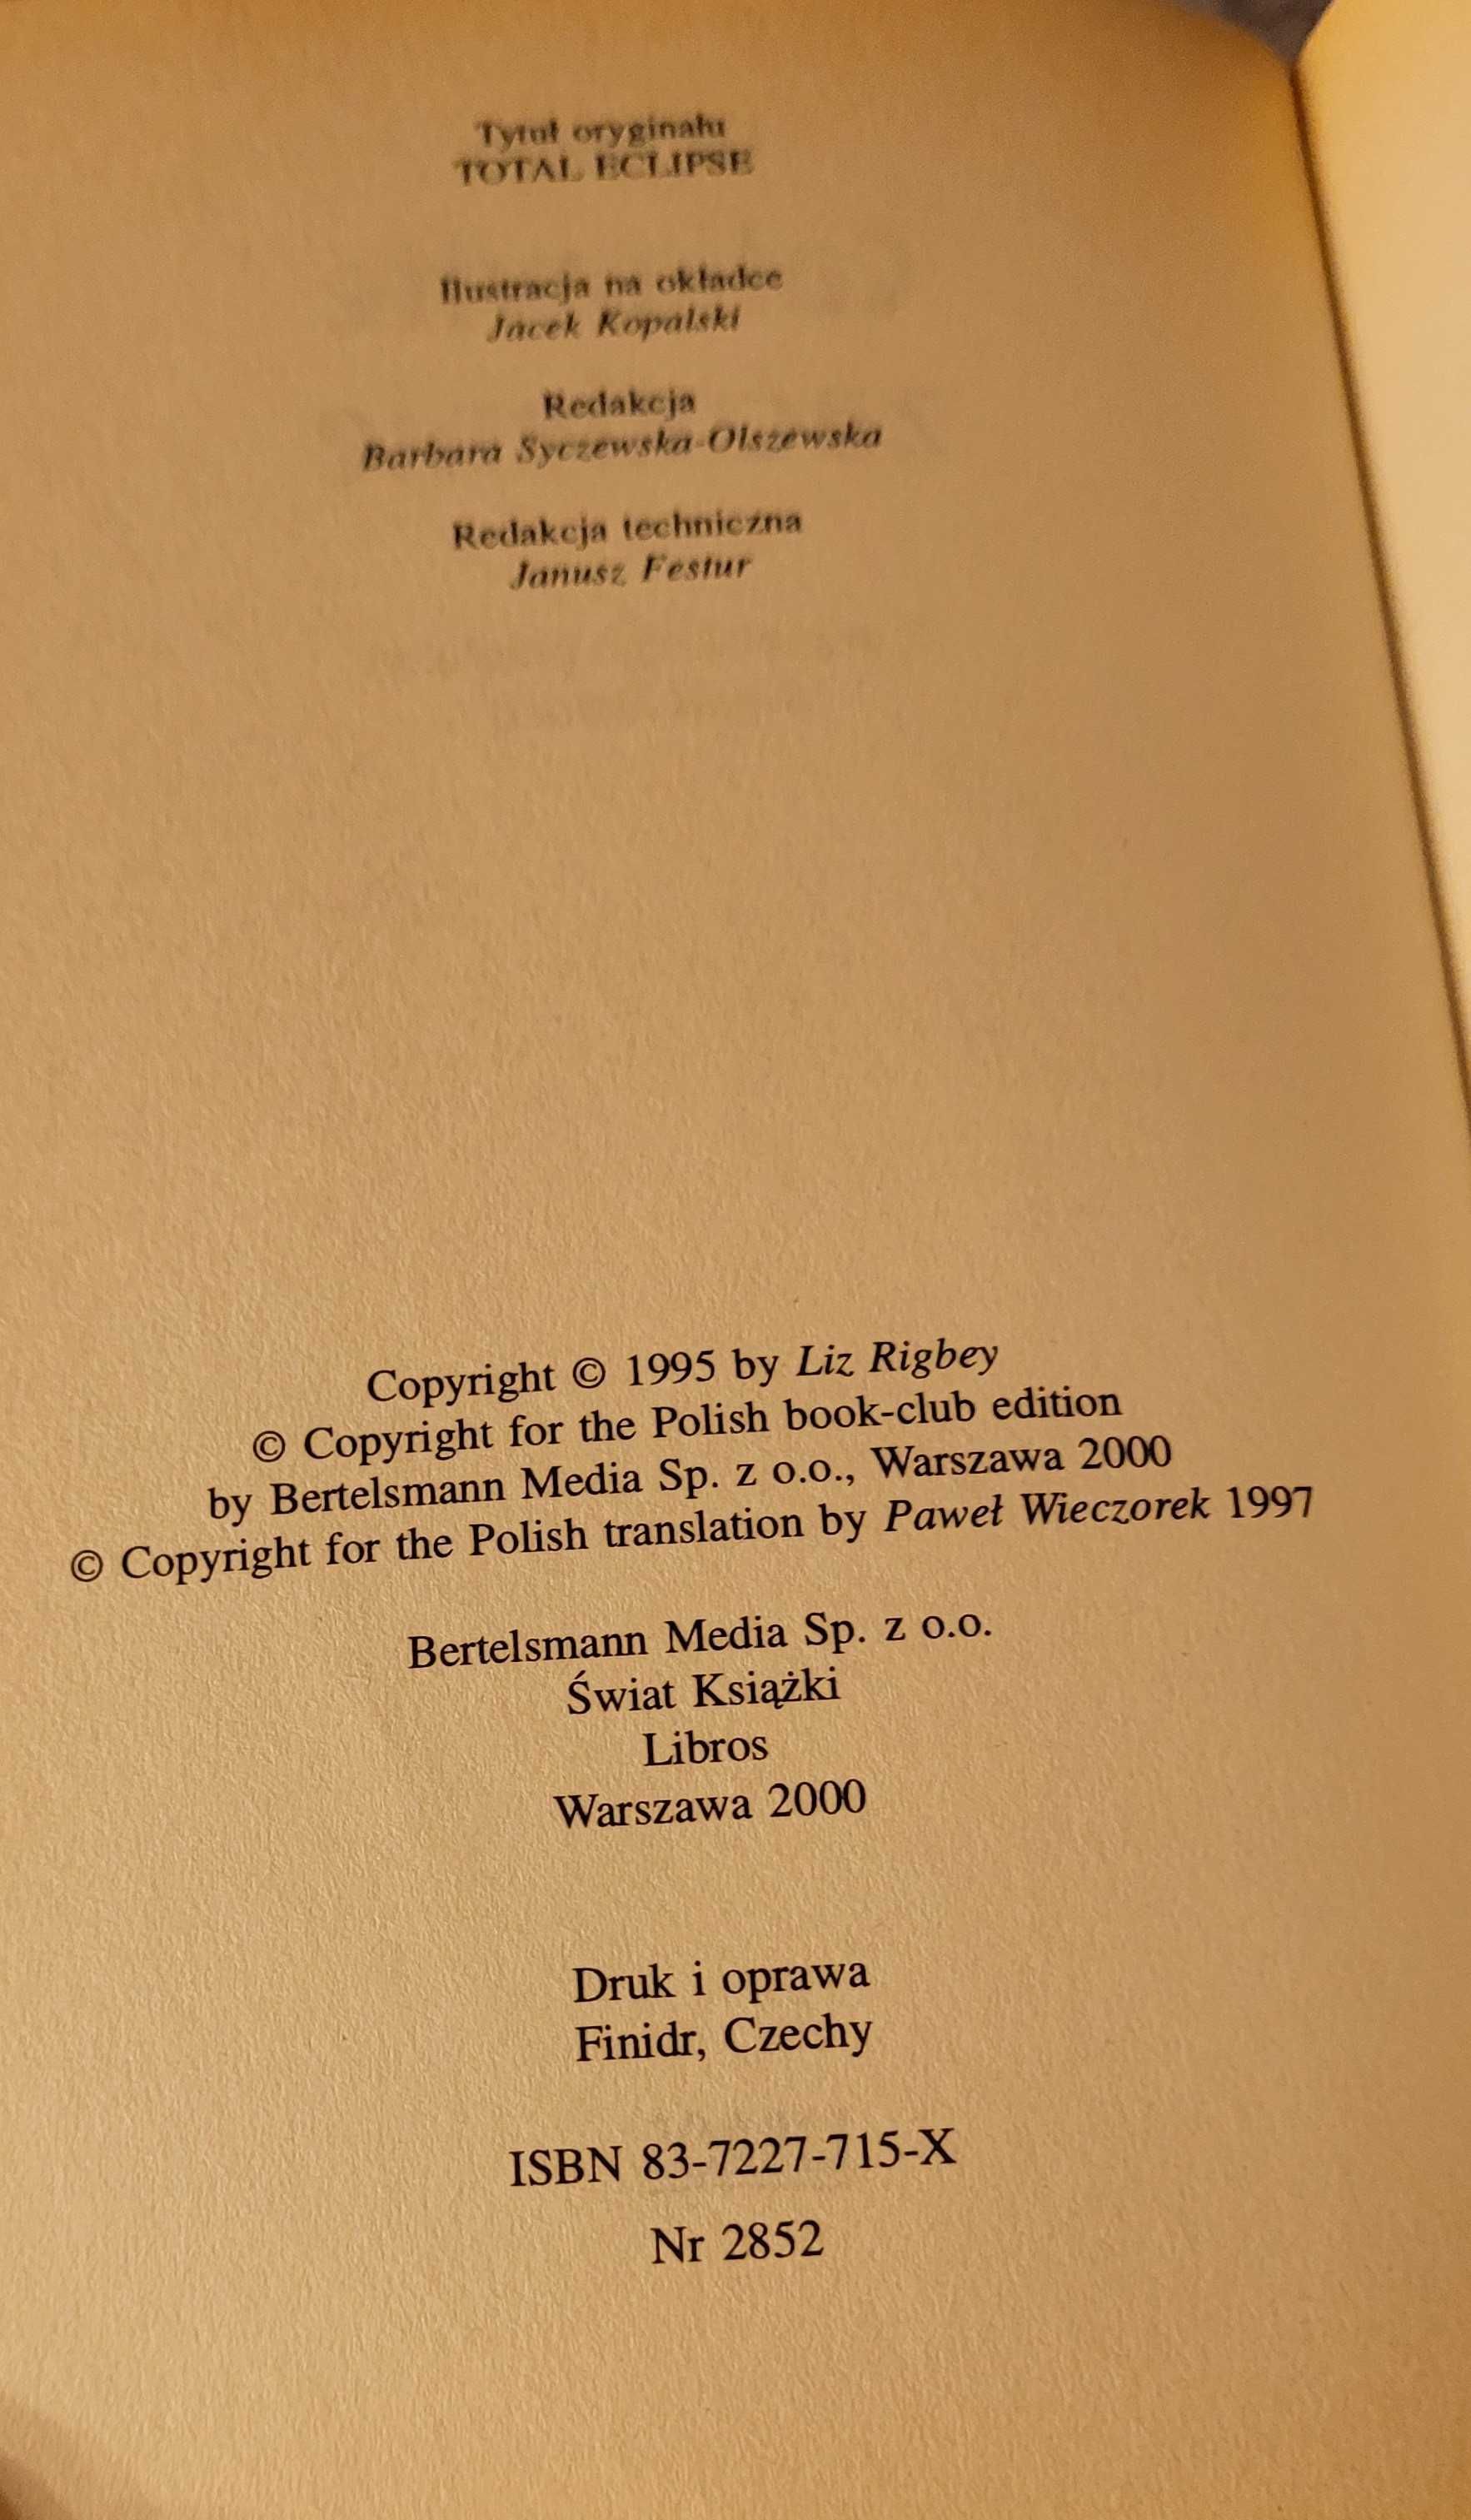 Tytuł oryginału
TOTAL ECLIPSE
Ilustracja na okładce
Jacek Kopalski
Redakcja
Barbara Syczewska-Olszewska
Redakcja techniczna
Janusz Festur
Copyright © 1995 by Liz Rigbey
© Copyright for the Polish book-club edition
by Bertelsmann Media Sp. z o.o., Warszawa 2000
© Copyright for the Polish translation by Paweł Wieczorek 1997
Bertelsmann Media Sp. z o.o.
Świat Książki
Libros
Warszawa 2000
Druk i oprawa
Finidr, Czechy
ISBN 83-7227-715-X
Nr 2852